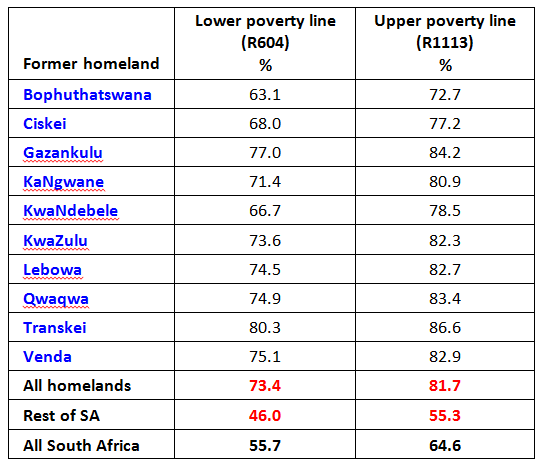 Former homeland Lower poverty line (R604) % Upper poverty line (R1113) %
Bophuthatswana 63.1 72.7
Ciskei 68.0 77.2
Gazankulu 77.0 84.2
KaNgwane 71.4 80.9
KwaNdebele 66.7 78.5
KwaZulu 73.6 82.3
Lebowa 74.5 82.7
Qwaqwa 74.9 83.4
Transkei 80.3 86.6
Venda 75.1 82.9
All homelands 73.4 81.7
Rest of SA 46.0 55.3
All South Africa 55.7 64.6